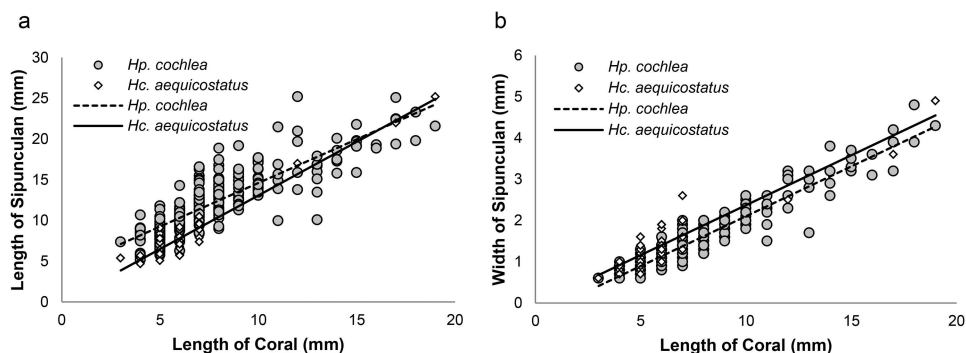 a
b
30
25
20
15
10
5
0
Length of Sipunculan (mm)
Hp. cochlea
Hc. aequicostatus
Hp. cochlea
Hc. aequicostatus
0 5 10 15 20
Length of Coral (mm)
6
5
4
3
2
1
0
Width of Sipunculan (mm)
Hp. cochlea
Hc. aequicostatus
Hp. cochlea
Hc. aequicostatus
0 5 10 15 20
Length of Coral (mm)